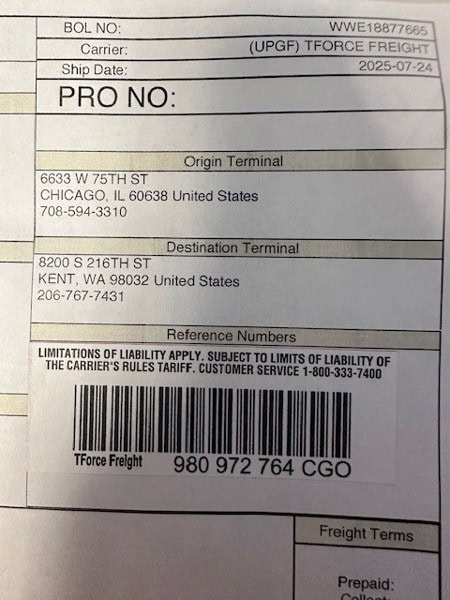 BOL NO: WWE18877665
Carrier: (UPGF) TFORCE FREIGHT
Ship Date: 2025-07-24
PRO NO:
Origin Terminal
6633 W 75TH ST
CHICAGO, IL 60638 United States
708-594-3310
Destination Terminal
8200 S 216TH ST
KENT, WA 98032 United States
206-767-7431
Reference Numbers
LIMITATIONS OF LIABILITY APPLY. SUBJECT TO LIMITS OF LIABILITY OF
THE CARRIER'S RULES TARIFF. CUSTOMER SERVICE 1-800-333-7400
TForce Freight 980 972 764 CGO
Freight Terms
Prepaid:
Collect: